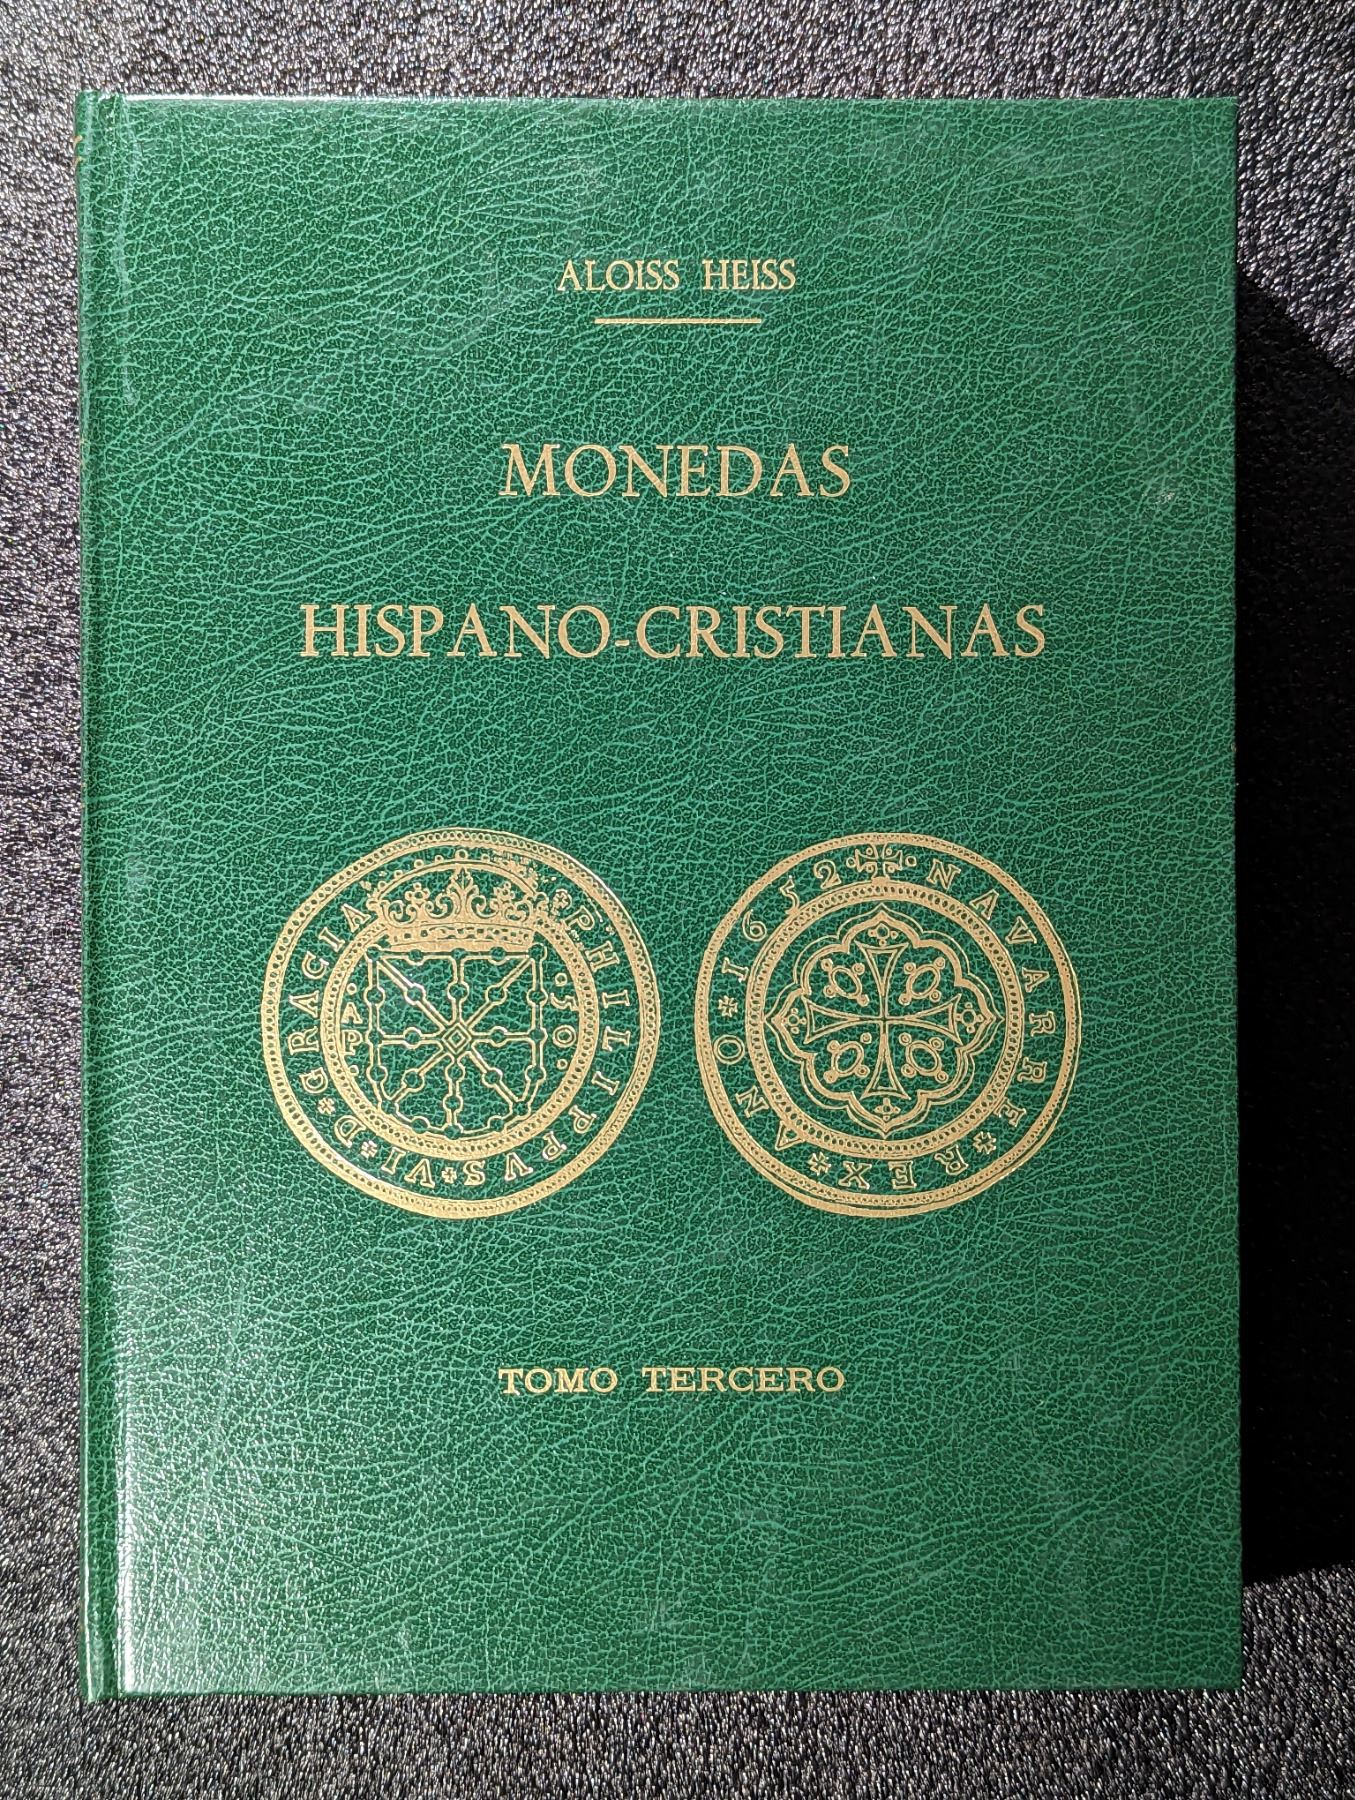 ALOISS HEISS
MONEDAS
HISPANO-CRISTIANAS
PHILIPPVS VI D GRACIA
A
P
50
NAVARRE REX ANO 1652
TOMO TERCERO